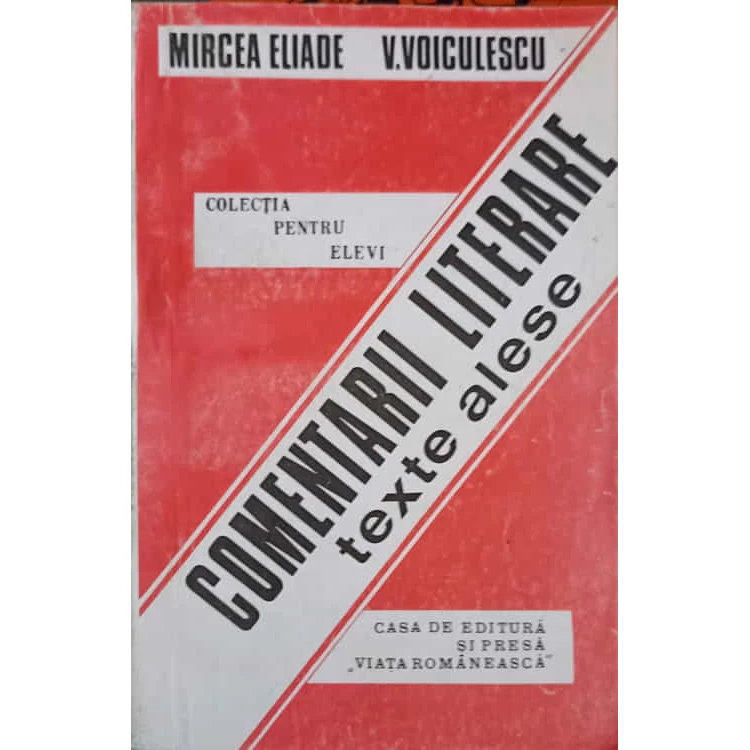 MIRCEA ELIADE V.VOICULESCU
COLECȚIA
PENTRU
ELEVI
COMENTARII LITERARE
texte alese
CASA DE EDITURĂ
ȘI PRESĂ
„VIAȚA ROMÂNEASCĂ"